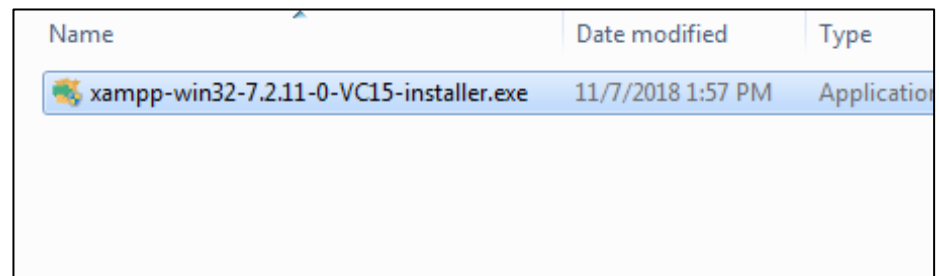 Name Date modified Type
xampp-win32-7.2.11-0-VC15-installer.exe 11/7/2018 1:57 PM Application